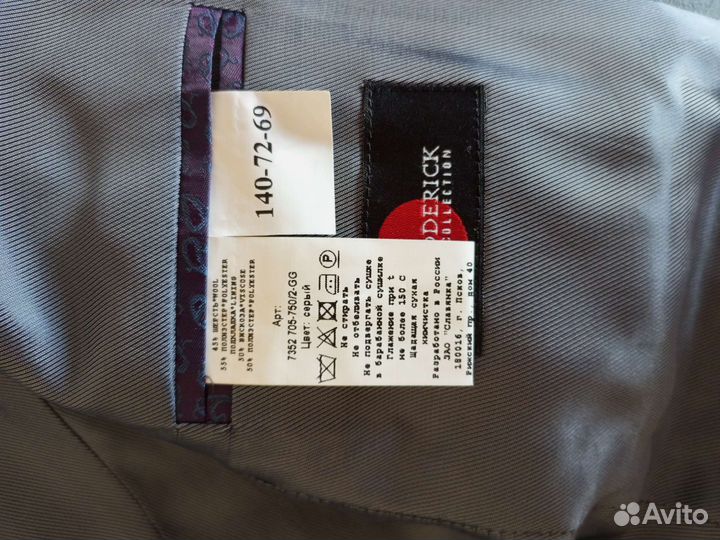 140-72-69
ODERICK
COLLECTION
45% ШЕРСТЬ*WOOL
55% ПОЛИЭСТЕР*POLYESTER
ПОДКЛАДКА*LINING
50% ВИСКОЗА*VISCOSE
50% ПОЛИЭСТЕР*POLYESTER
Арт:
7352 705-750/2-GG
Цвет: серый
P
Не стирать
Не отбеливать
Не подвергать сушке
в барабанной сушилке
Глажение при t
не более 150 С
Щадящая сухая
химчистка
Разработано в России
ЗАО "Славянка"
180016, г. Псков,
Рижский пр., дом 40
Avito